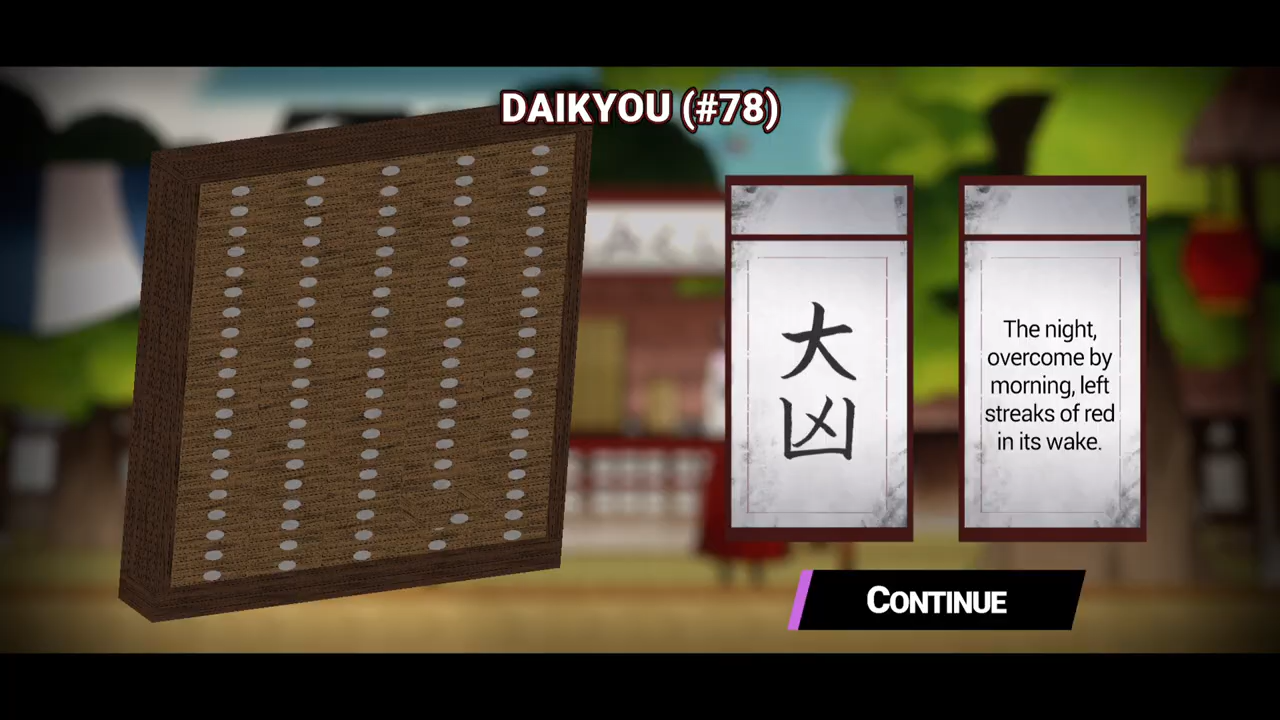 DAIKYOU (#78)
大
凶
The night,
overcome by
morning, left
streaks of red
in its wake.
CONTINUE